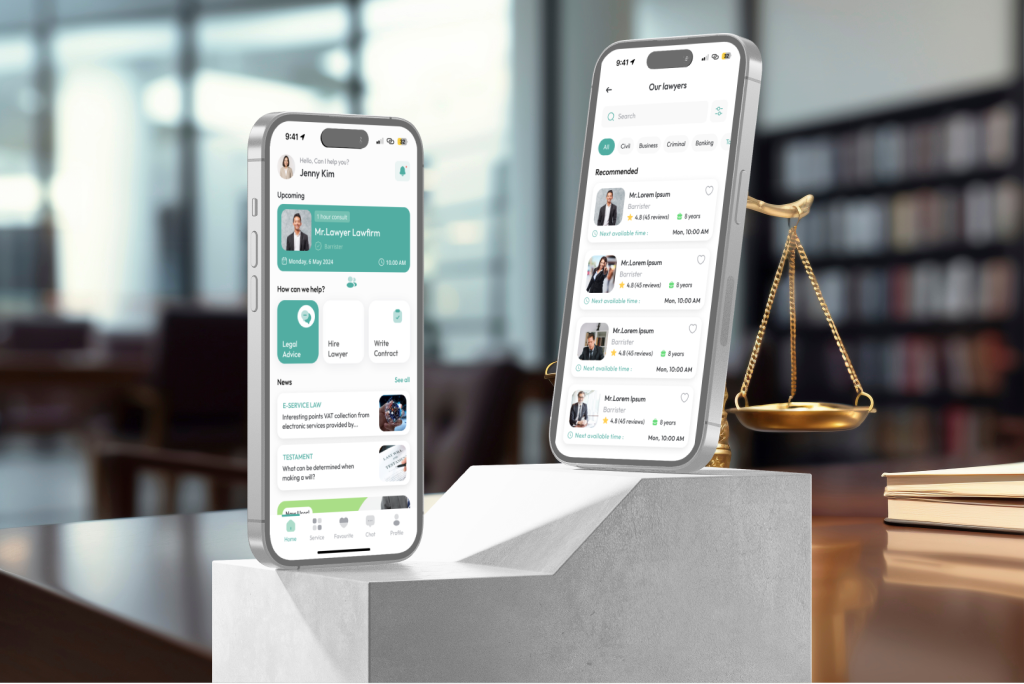 9:41
Hello, Can I help you?
Jenny Kim
Upcoming
1 hour consult
Mr.Lawyer Lawfirm
Barrister
Monday, 6 May 2024
10:00 AM
How can we help?
Legal
Advice
Hire
Lawyer
Write
Contract
News
See all
E-SERVICE LAW
Interesting points VAT collection from
electronic services provided by...
TESTAMENT
What can be determined when
making a will?
Home
Service
Favourite
Chat
Profile
9:41
Our lawyers
Search
All
Civil
Business
Criminal
Banking
Recommended
Mr.Lorem Ipsum
Barrister
4.8 (45 reviews)
8 years
Next available time :
Mon, 10:00 AM
Mr.Lorem Ipsum
Barrister
4.8 (45 reviews)
8 years
Next available time :
Mon, 10:00 AM
Mr.Lorem Ipsum
Barrister
4.8 (45 reviews)
8 years
Next available time :
Mon, 10:00 AM
Mr.Lorem Ipsum
Barrister
4.8 (45 reviews)
8 years
Next available time :
Mon, 10:00 AM